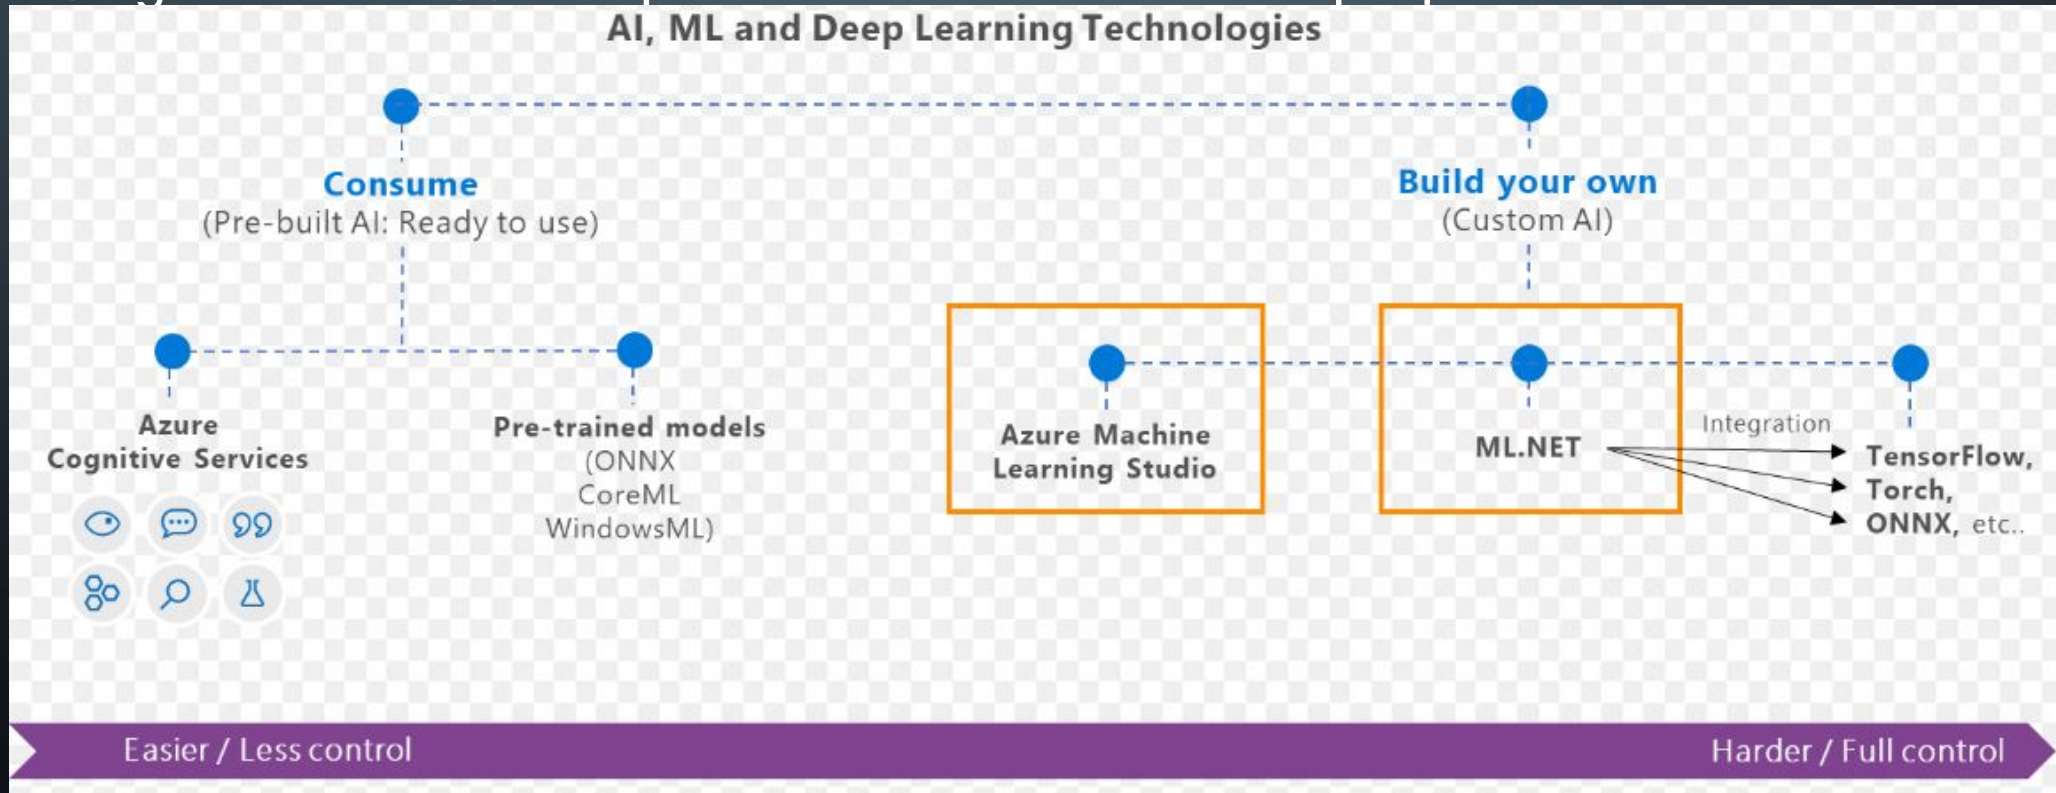 AI, ML and Deep Learning Technologies
Consume
(Pre-built AI: Ready to use)
Build your own
(Custom AI)
Azure
Cognitive Services
Pre-trained models
(ONNX
CoreML
WindowsML)
Azure Machine
Learning Studio
ML.NET
Integration
TensorFlow,
Torch,
ONNX, etc..
Easier / Less control
Harder / Full control